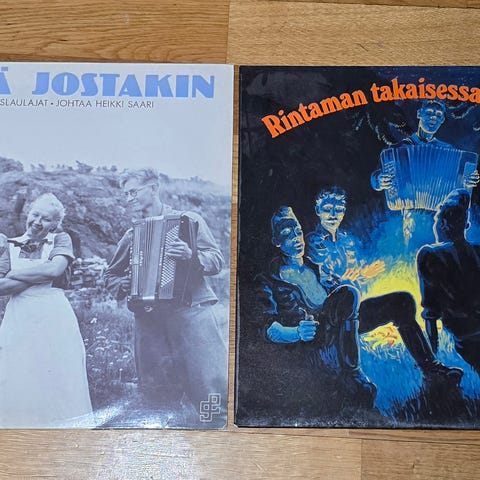 Ä JOSTAKIN
SLAULAJAT • JOHTAA HEIKKI SAARI
Rintaman takaisessa